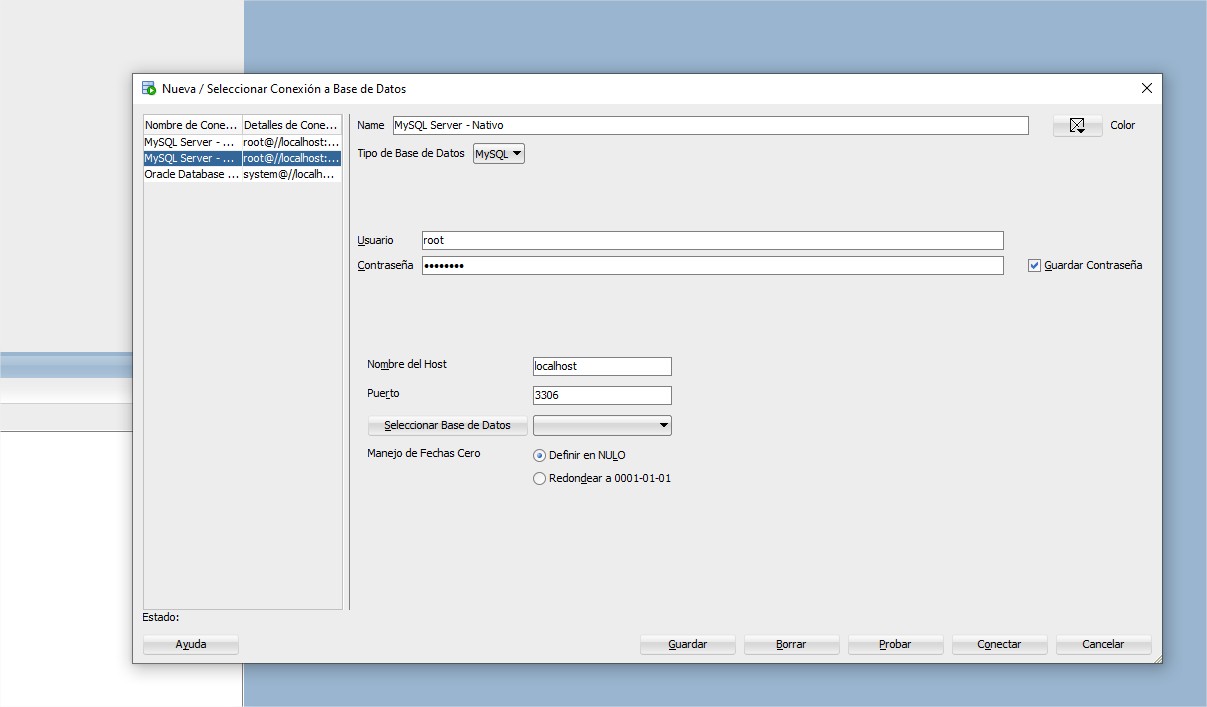 Nueva / Seleccionar Conexión a Base de Datos
Nombre de Cone... Detalles de Cone...
MySQL Server - ... root@//localhost:...
MySQL Server - ... root@//localhost:...
Oracle Database ... system@//localh...
Name MySQL Server - Nativo Color
Tipo de Base de Datos MySQL
Usuario root
Contraseña •••••••• Guardar Contraseña
Nombre del Host localhost
Puerto 3306
Seleccionar Base de Datos
Manejo de Fechas Cero Definir en NULO
Redondear a 0001-01-01
Estado:
Ayuda Guardar Borrar Probar Conectar Cancelar